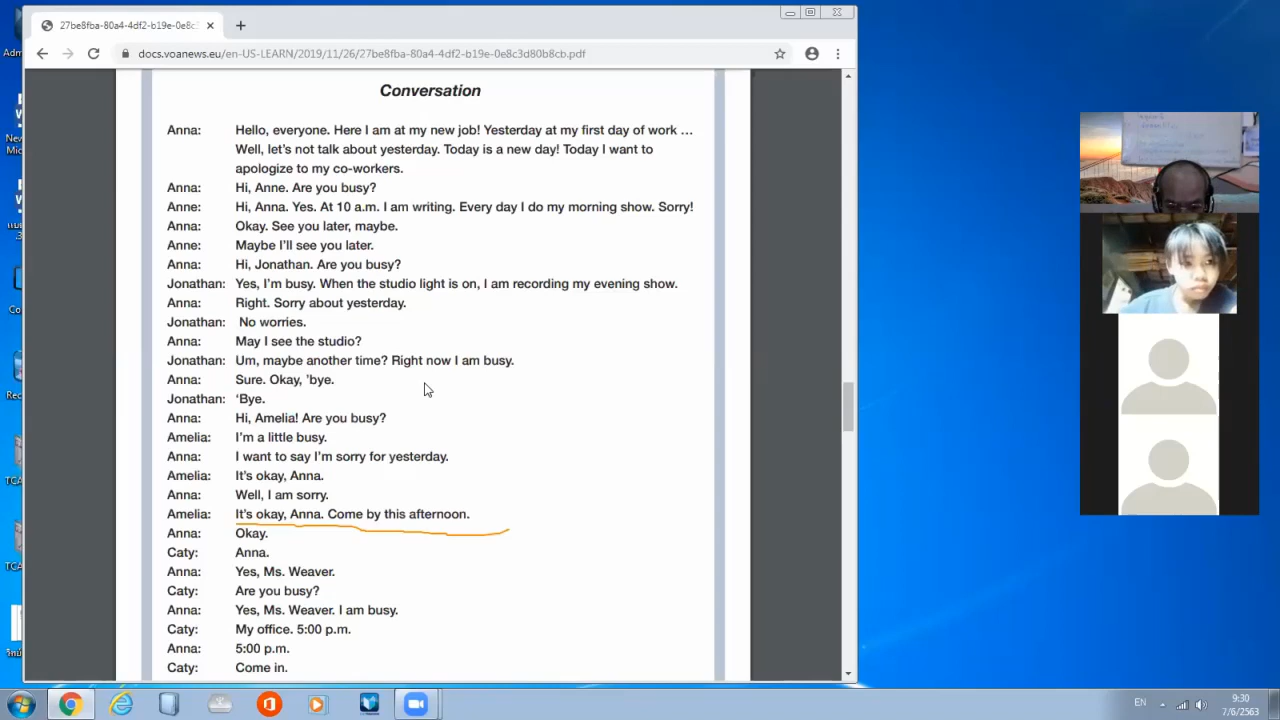 27be8fba-80a4-4df2-b19e-0e8c
docs.voanews.eu/en-US-LEARN/2019/11/26/27be8fba-80a4-4df2-b19e-0e8c3d80b8cb.pdf
Conversation
Anna: Hello, everyone. Here I am at my new job! Yesterday at my first day of work …
Well, let's not talk about yesterday. Today is a new day! Today I want to
apologize to my co-workers.
Anna: Hi, Anne. Are you busy?
Anne: Hi, Anna. Yes. At 10 a.m. I am writing. Every day I do my morning show. Sorry!
Anna: Okay. See you later, maybe.
Anne: Maybe I'll see you later.
Anna: Hi, Jonathan. Are you busy?
Jonathan: Yes, I'm busy. When the studio light is on, I am recording my evening show.
Anna: Right. Sorry about yesterday.
Jonathan: No worries.
Anna: May I see the studio?
Jonathan: Um, maybe another time? Right now I am busy.
Anna: Sure. Okay, 'bye.
Jonathan: 'Bye.
Anna: Hi, Amelia! Are you busy?
Amelia: I'm a little busy.
Anna: I want to say I'm sorry for yesterday.
Amelia: It's okay, Anna.
Anna: Well, I am sorry.
Amelia: It's okay, Anna. Come by this afternoon.
Anna: Okay.
Caty: Anna.
Anna: Yes, Ms. Weaver.
Caty: Are you busy?
Anna: Yes, Ms. Weaver. I am busy.
Caty: My office. 5:00 p.m.
Anna: 5:00 p.m.
Caty: Come in.
EN
9:30
7/6/2563